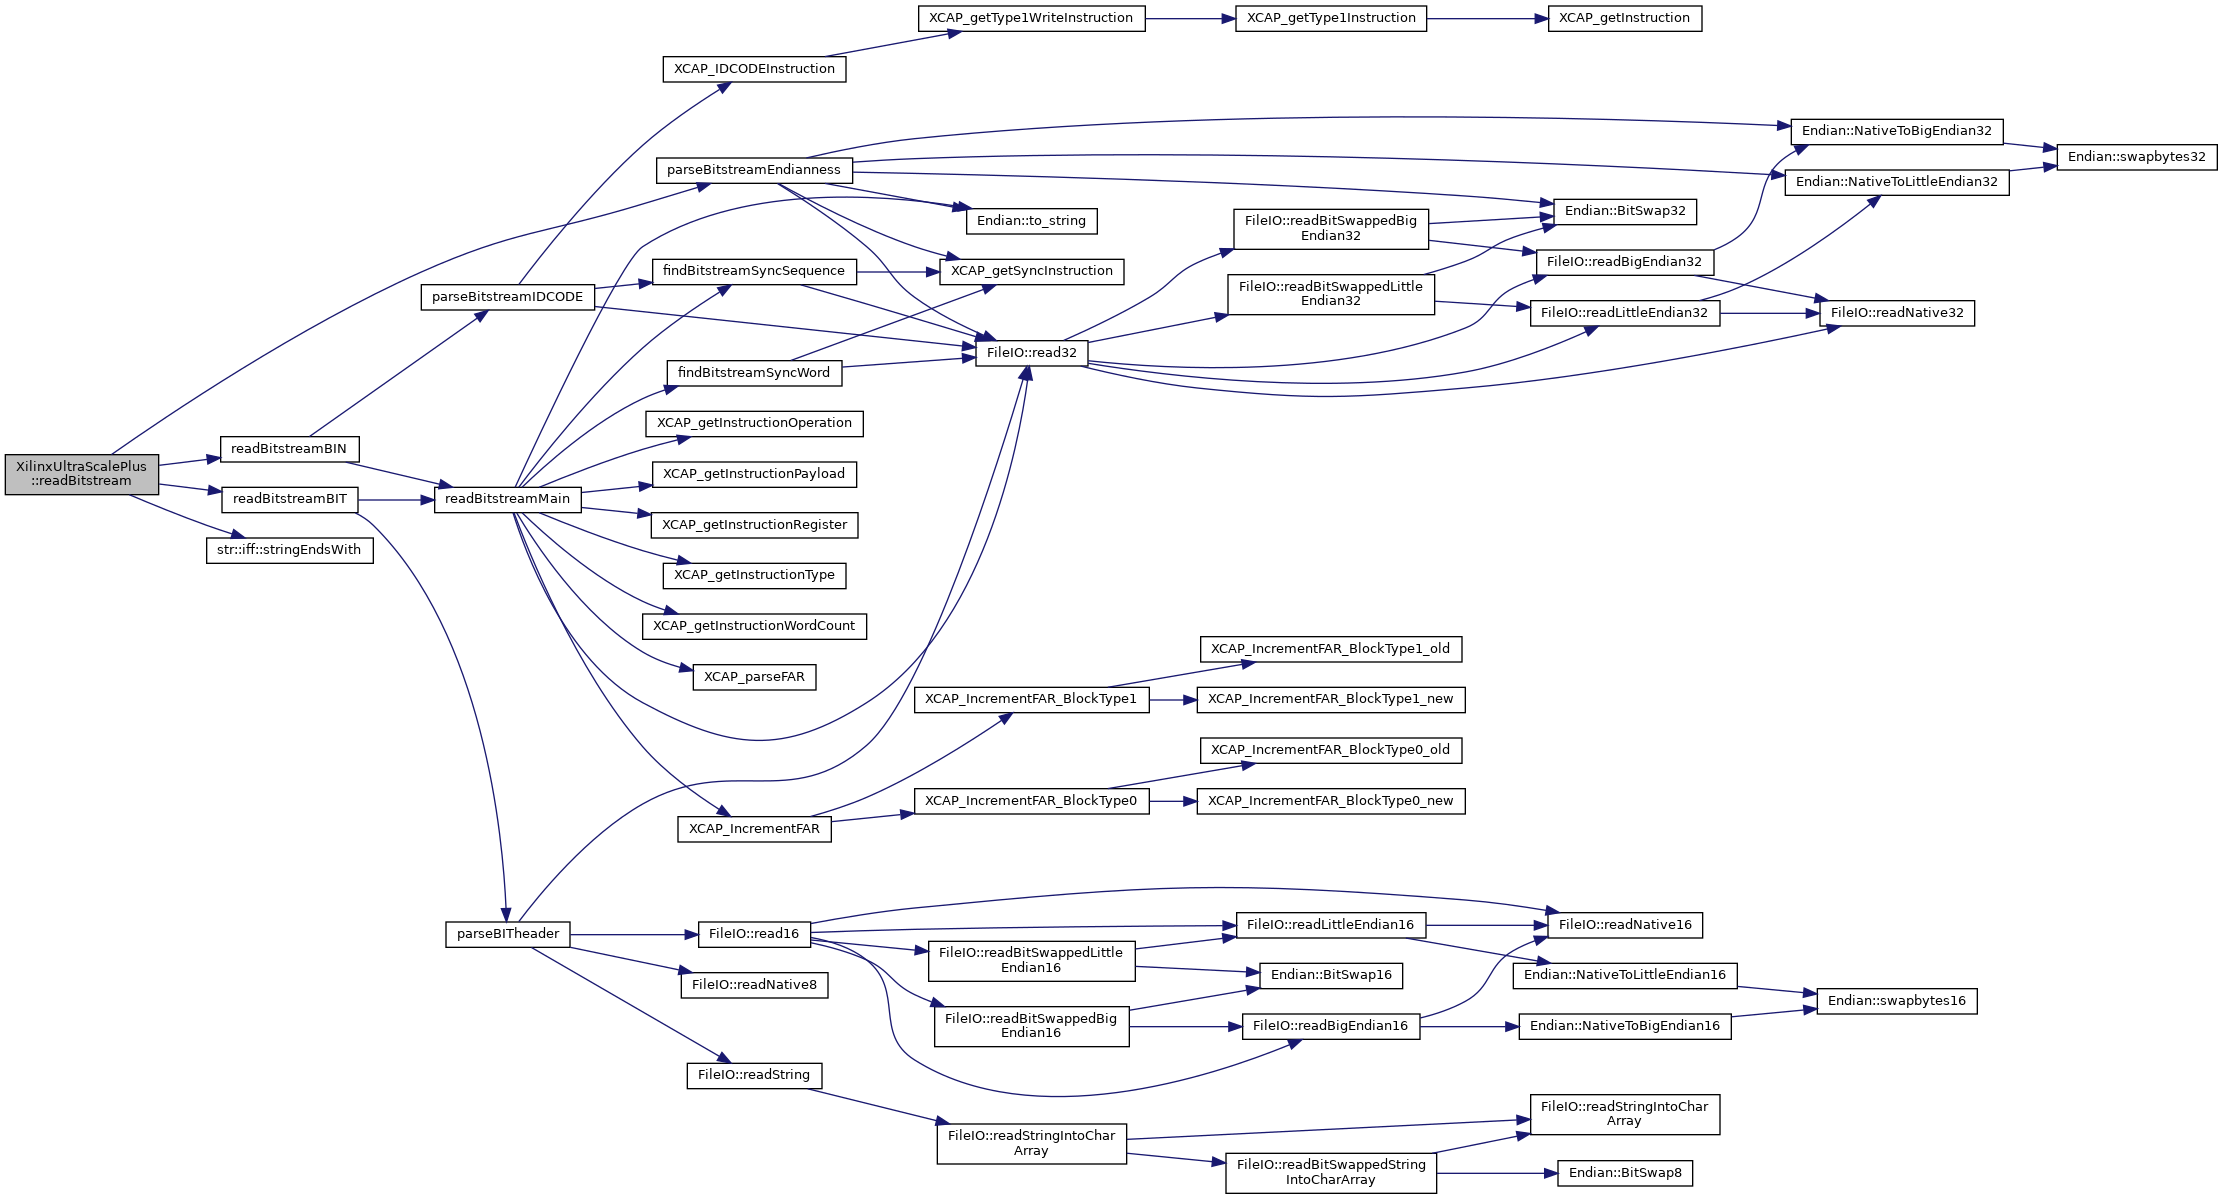 XCAP_getType1WriteInstruction
XCAP_getType1Instruction
XCAP_getInstruction
XCAP_IDCODEInstruction
Endian::NativeToBigEndian32
Endian::swapbytes32
parseBitstreamEndianness
Endian::NativeToLittleEndian32
Endian::to_string
FileIO::readBitSwappedBig
Endian32
Endian::BitSwap32
findBitstreamSyncSequence
XCAP_getSyncInstruction
FileIO::readBigEndian32
parseBitstreamIDCODE
FileIO::readBitSwappedLittle
Endian32
FileIO::readLittleEndian32
FileIO::readNative32
FileIO::read32
findBitstreamSyncWord
XCAP_getInstructionOperation
readBitstreamBIN
XilinxUltraScalePlus
::readBitstream
XCAP_getInstructionPayload
readBitstreamBIT
readBitstreamMain
XCAP_getInstructionRegister
str::iff::stringEndsWith
XCAP_getInstructionType
XCAP_getInstructionWordCount
XCAP_parseFAR
XCAP_IncrementFAR_BlockType1_old
XCAP_IncrementFAR_BlockType1
XCAP_IncrementFAR_BlockType1_new
XCAP_IncrementFAR_BlockType0_old
XCAP_IncrementFAR_BlockType0
XCAP_IncrementFAR_BlockType0_new
XCAP_IncrementFAR
parseBITheader
FileIO::read16
FileIO::readLittleEndian16
FileIO::readNative16
FileIO::readBitSwappedLittle
Endian16
Endian::BitSwap16
Endian::NativeToLittleEndian16
FileIO::readNative8
Endian::swapbytes16
FileIO::readBitSwappedBig
Endian16
FileIO::readBigEndian16
Endian::NativeToBigEndian16
FileIO::readString
FileIO::readStringIntoChar
Array
FileIO::readStringIntoChar
Array
FileIO::readBitSwappedString
IntoCharArray
Endian::BitSwap8